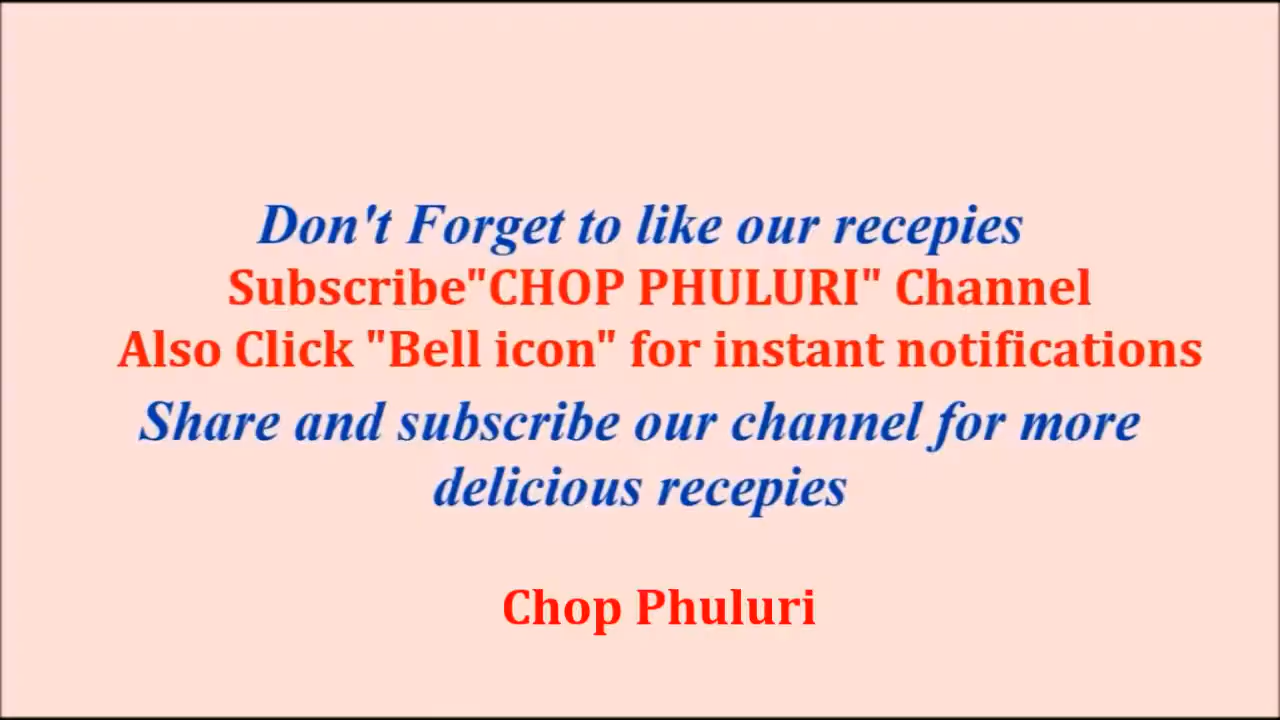 Don't Forget to like our recepies
Subscribe"CHOP PHULURI" Channel
Also Click "Bell icon" for instant notifications
Share and subscribe our channel for more
delicious recepies
Chop Phuluri